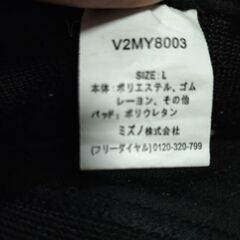 V2MY8003
SIZE: L
本体：ポリエステル、ゴム
レーヨン、その他
パッド：ポリウレタン
ミズノ株式会社
(フリーダイヤル) 0120-320-799